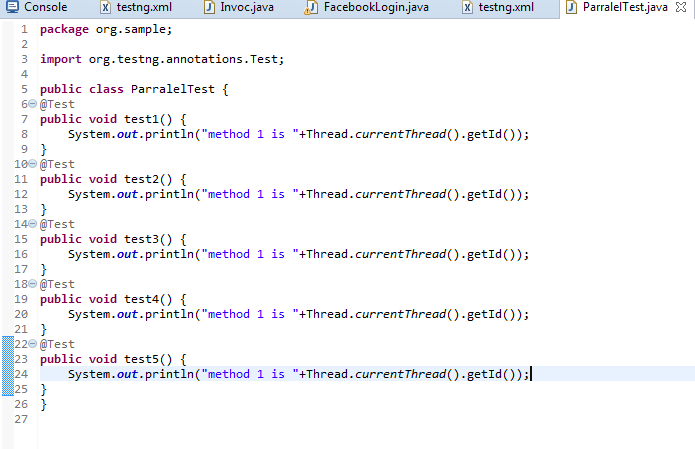 Console testng.xml Invoc.java FacebookLogin.java testng.xml ParralelTest.java
1 package org.sample;
2
3 import org.testng.annotations.Test;
4
5 public class ParralelTest {
6 @Test
7 public void test1() {
8 System.out.println("method 1 is "+Thread.currentThread().getId());
9 }
10 @Test
11 public void test2() {
12 System.out.println("method 1 is "+Thread.currentThread().getId());
13 }
14 @Test
15 public void test3() {
16 System.out.println("method 1 is "+Thread.currentThread().getId());
17 }
18 @Test
19 public void test4() {
20 System.out.println("method 1 is "+Thread.currentThread().getId());
21 }
22 @Test
23 public void test5() {
24 System.out.println("method 1 is "+Thread.currentThread().getId());
25 }
26 }
27